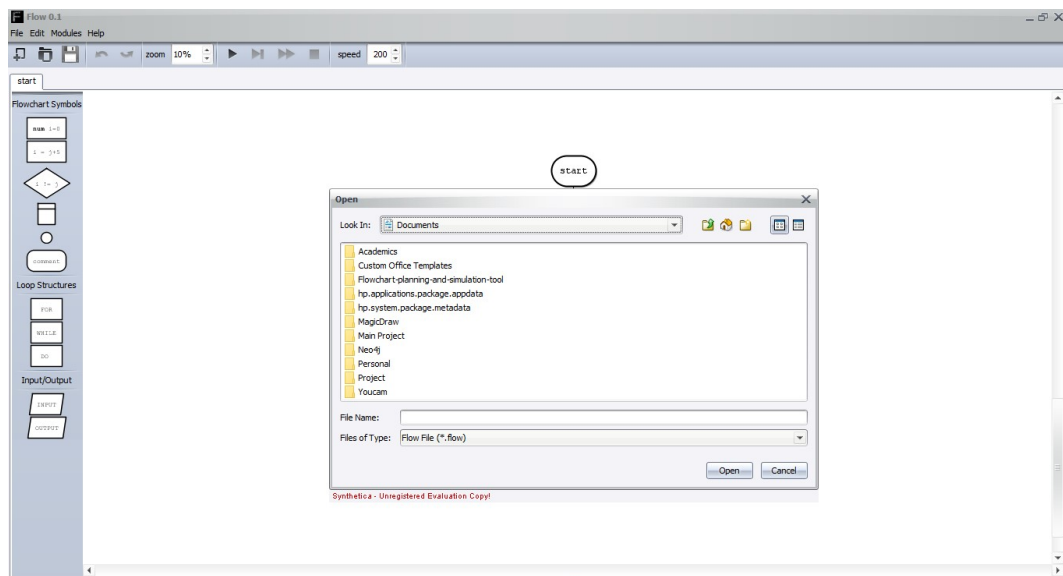 Flow 0.1
File Edit Modules Help
zoom 10% speed 200
start
Flowchart Symbols
num i=0
i = j+5
i != j
comment
Loop Structures
FOR
WHILE
DO
Input/Output
INPUT
OUTPUT
start
Open
Look In: Documents
Academics
Custom Office Templates
Flowchart-planning-and-simulation-tool
hp.applications.package.appdata
hp.system.package.metadata
MagicDraw
Main Project
Neo4j
Personal
Project
Youcam
File Name:
Files of Type: Flow File (*.flow)
Open Cancel
Synthetica - Unregistered Evaluation Copy!